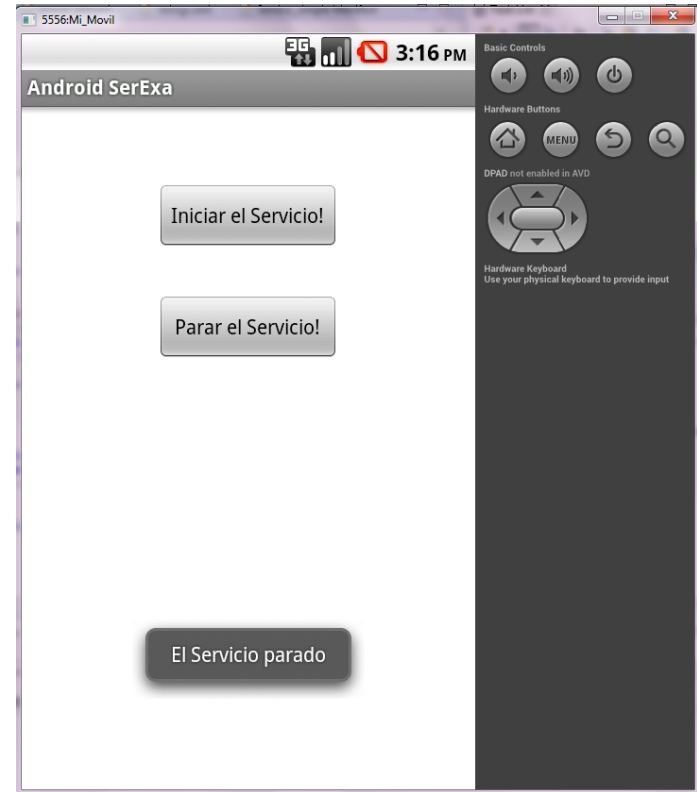 5556:Mi_Movil
3G
3:16 PM
Android SerExa
Iniciar el Servicio!
Parar el Servicio!
El Servicio parado
Basic Controls
Hardware Buttons
MENU
DPAD not enabled in AVD
Hardware Keyboard
Use your physical keyboard to provide input